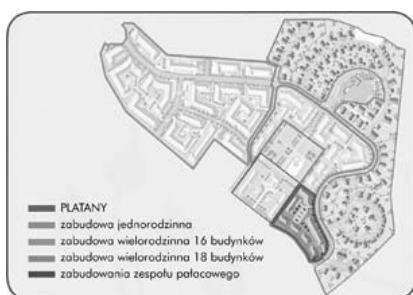 PLATANY
zabudowa jednorodzinna
zabudowa wielorodzinna 16 budynków
zabudowa wielorodzinna 18 budynków
zabudowania zespołu pałacowego